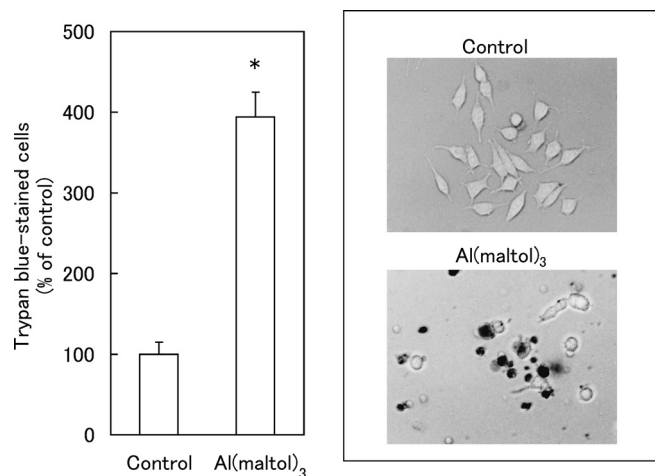 500
400
300
200
100
0
Trypan blue-stained cells
(% of control)
*
Control
Al(maltol)₃
Control
Al(maltol)₃